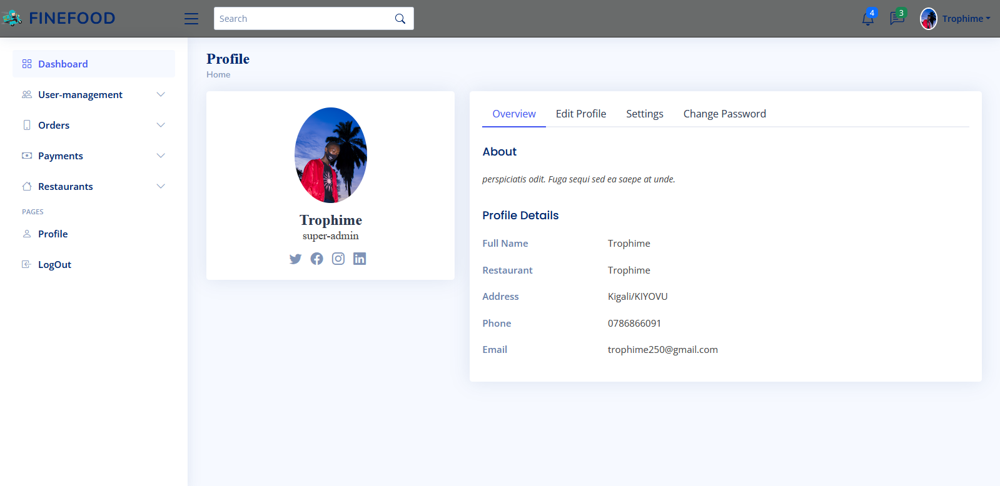 FINEFOOD
Search
4
3
Trophime
Dashboard
User-management
Orders
Payments
Restaurants
PAGES
Profile
LogOut
Profile
Home
Trophime
super-admin
Overview Edit Profile Settings Change Password
About
perspiciatis odit. Fuga sequi sed ea saepe at unde.
Profile Details
Full Name Trophime
Restaurant Trophime
Address Kigali/KIYOVU
Phone 0786866091
Email trophime250@gmail.com